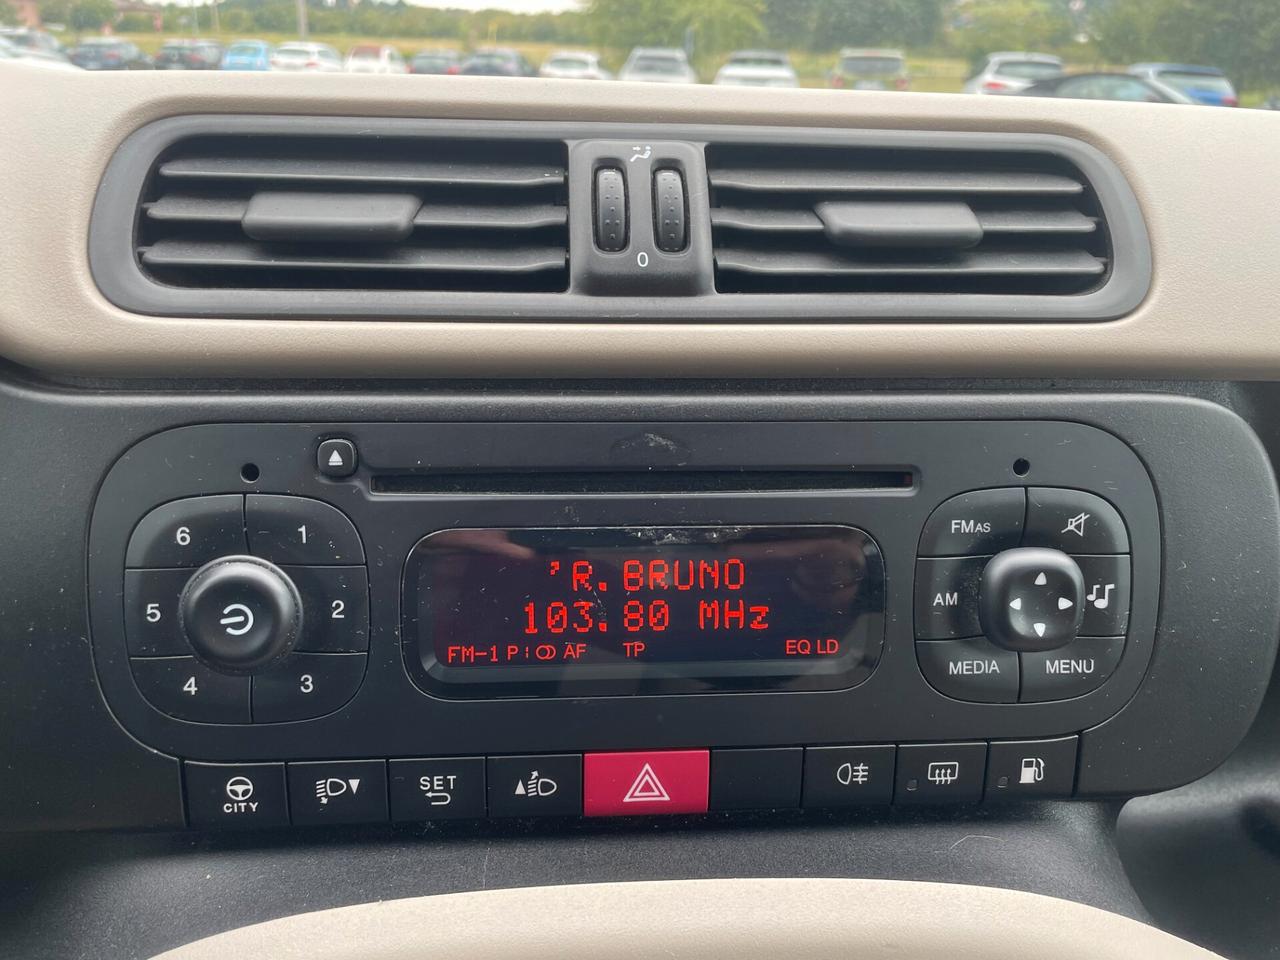 0
6 1
5 2
4 3
'R.BRUNO
103.80 MHz
FM-1 P AF TP EQ LD
FMAS
AM
MEDIA MENU
CITY
SET